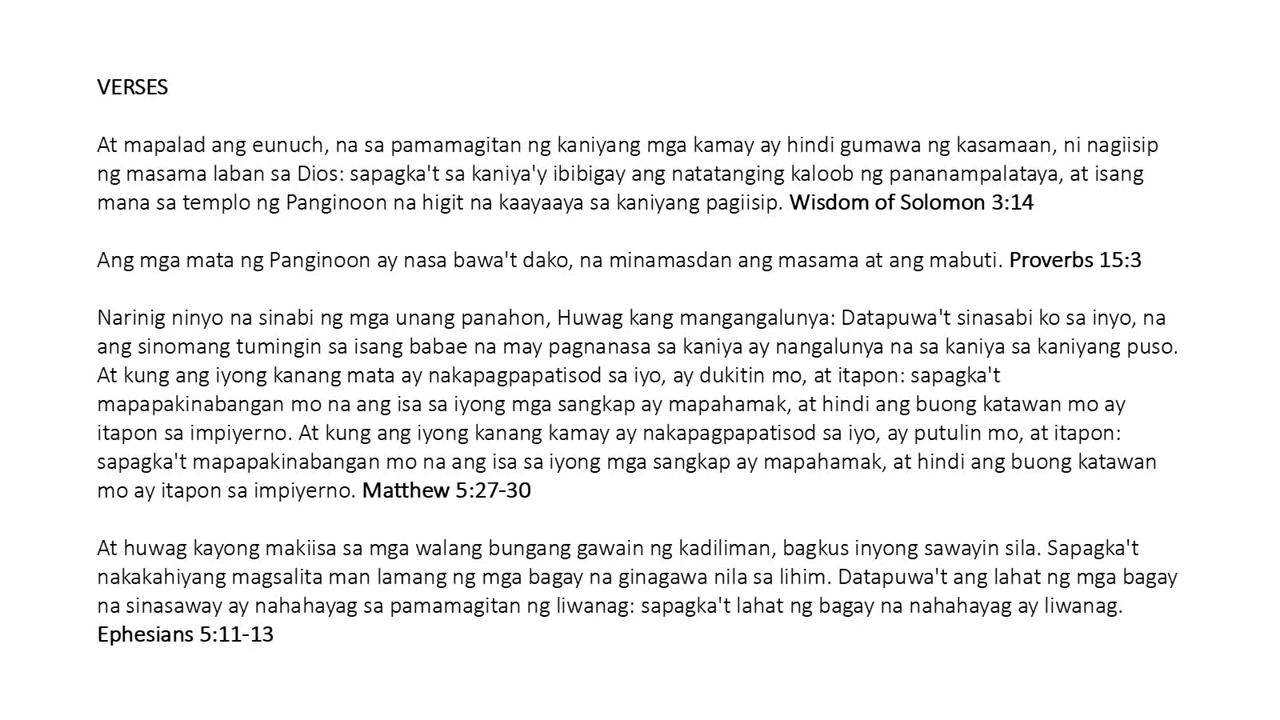 VERSES
At mapalad ang eunuch, na sa pamamagitan ng kaniyang mga kamay ay hindi gumawa ng kasamaan, ni nagiisip
ng masama laban sa Dios: sapagka't sa kaniya'y ibibigay ang natatanging kaloob ng pananampalataya, at isang
mana sa templo ng Panginoon na higit na kaayaaya sa kaniyang pagiisip. Wisdom of Solomon 3:14
Ang mga mata ng Panginoon ay nasa bawa't dako, na minamasdan ang masama at ang mabuti. Proverbs 15:3
Narinig ninyo na sinabi ng mga unang panahon, Huwag kang mangangalunya: Datapuwa't sinasabi ko sa inyo, na
ang sinomang tumingin sa isang babae na may pagnanasa sa kaniya ay nangalunya na sa kaniya sa kaniyang puso.
At kung ang iyong kanang mata ay nakapagpapatisod sa iyo, ay dukitin mo, at itapon: sapagka't
mapapakinabangan mo na ang isa sa iyong mga sangkap ay mapahamak, at hindi ang buong katawan mo ay
itapon sa impiyerno. At kung ang iyong kanang kamay ay nakapagpapatisod sa iyo, ay putulin mo, at itapon:
sapagka't mapapakinabangan mo na ang isa sa iyong mga sangkap ay mapahamak, at hindi ang buong katawan
mo ay itapon sa impiyerno. Matthew 5:27-30
At huwag kayong makiisa sa mga walang bungang gawain ng kadiliman, bagkus inyong sawayin sila. Sapagka't
nakakahiyang magsalita man lamang ng mga bagay na ginagawa nila sa lihim. Datapuwa't ang lahat ng mga bagay
na sinasaway ay nahahayag sa pamamagitan ng liwanag: sapagka't lahat ng bagay na nahahayag ay liwanag.
Ephesians 5:11-13